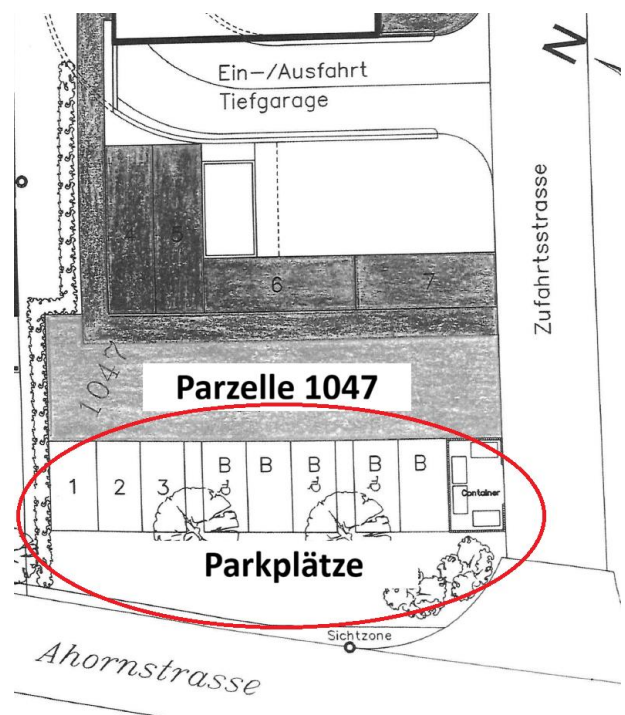 Ein-/Ausfahrt
Tiefgarage
N
Zufahrtsstrasse
4
5
6
7
1047
Parzelle 1047
1
2
3
B
B
B
B
B
Container
Parkplätze
Sichtzone
Ahornstrasse